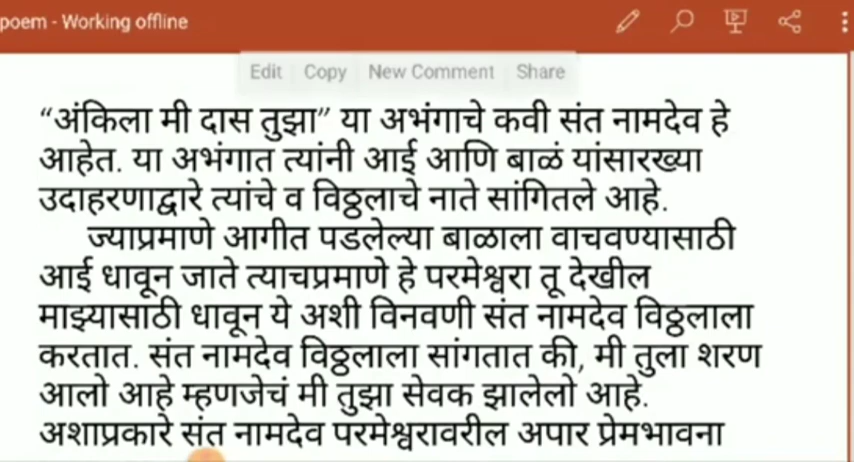 poem - Working offline
Edit Copy New Comment Share
“अंकिला मी दास तुझा” या अभंगाचे कवी संत नामदेव हे
आहेत. या अभंगात त्यांनी आई आणि बाळं यांसारख्या
उदाहरणाद्वारे त्यांचे व विठ्ठलाचे नाते सांगितले आहे.
ज्याप्रमाणे आगीत पडलेल्या बाळाला वाचवण्यासाठी
आई धावून जाते त्याचप्रमाणे हे परमेश्वरा तू देखील
माझ्यासाठी धावून ये अशी विनवणी संत नामदेव विठ्ठलाला
करतात. संत नामदेव विठ्ठलाला सांगतात की, मी तुला शरण
आलो आहे म्हणजेचं मी तुझा सेवक झालेलो आहे.
अशाप्रकारे संत नामदेव परमेश्वरावरील अपार प्रेमभावना